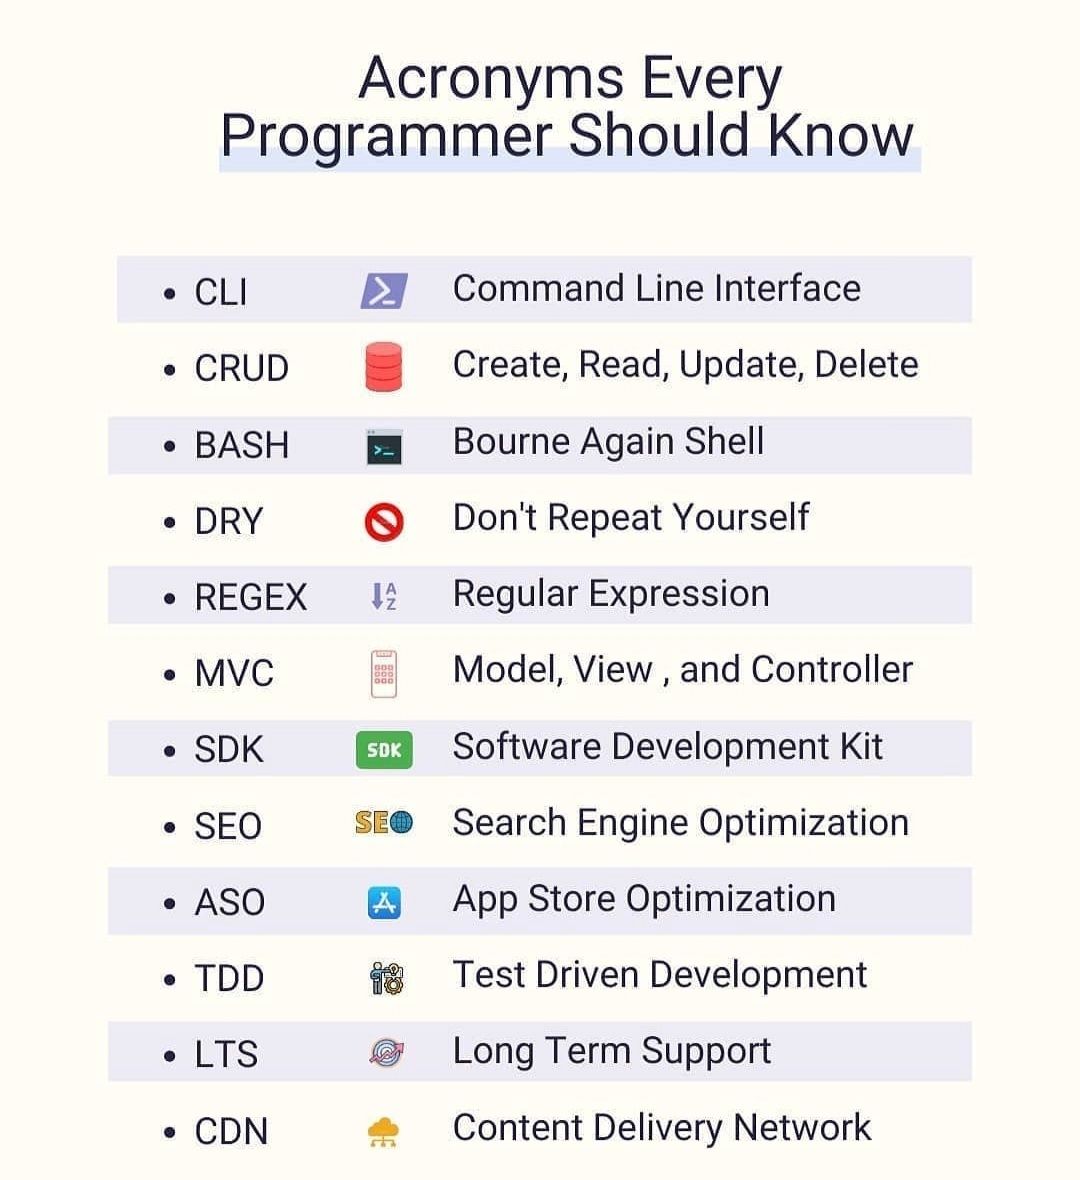 Acronyms Every
Programmer Should Know
• CLI Command Line Interface
• CRUD Create, Read, Update, Delete
• BASH Bourne Again Shell
• DRY Don't Repeat Yourself
• REGEX Regular Expression
• MVC Model, View , and Controller
• SDK SDK Software Development Kit
• SEO SEO Search Engine Optimization
• ASO App Store Optimization
• TDD Test Driven Development
• LTS Long Term Support
• CDN Content Delivery Network